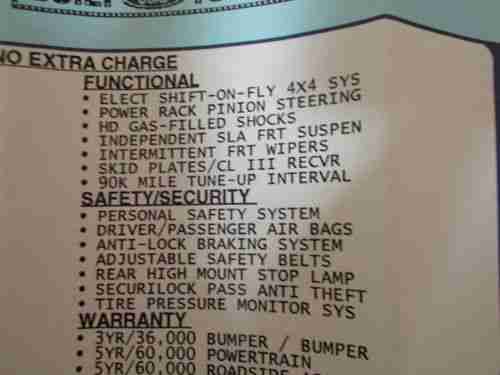 NO EXTRA CHARGE
FUNCTIONAL
• ELECT SHIFT-ON-FLY 4X4 SYS
• POWER RACK PINION STEERING
• HD GAS-FILLED SHOCKS
• INDEPENDENT SLA FRT SUSPEN
• INTERMITTENT FRT WIPERS
• SKID PLATES/CL III RECVR
• 90K MILE TUNE-UP INTERVAL
SAFETY/SECURITY
• PERSONAL SAFETY SYSTEM
• DRIVER/PASSENGER AIR BAGS
• ANTI-LOCK BRAKING SYSTEM
• ADJUSTABLE SAFETY BELTS
• REAR HIGH MOUNT STOP LAMP
• SECURILOCK PASS ANTI THEFT
• TIRE PRESSURE MONITOR SYS
WARRANTY
• 3YR/36,000 BUMPER / BUMPER
• 5YR/60,000 POWERTRAIN
• 5YR/60,000 ROADSIDE